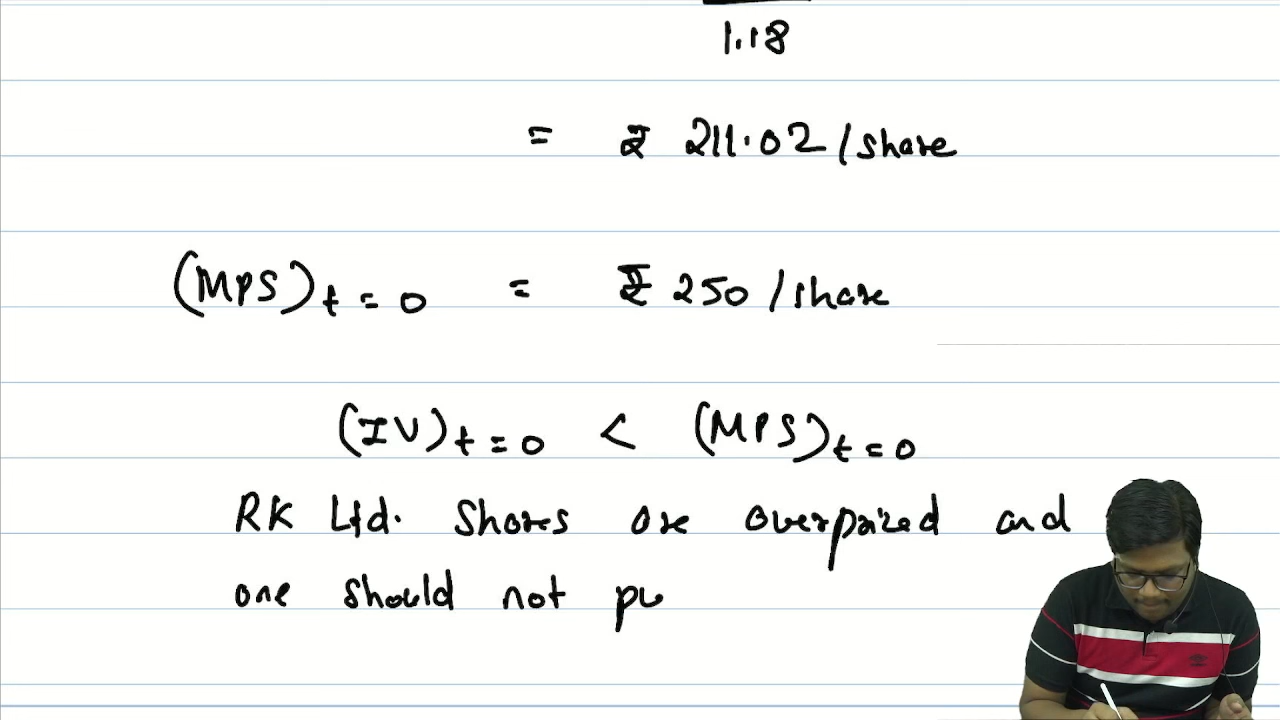 1.18
= ₹ 211.02 / share
(MPS)t = 0 = ₹ 250 / share
(IV)t = 0 < (MPS)t = 0
RK Ltd. shares are overpriced and
one should not pu